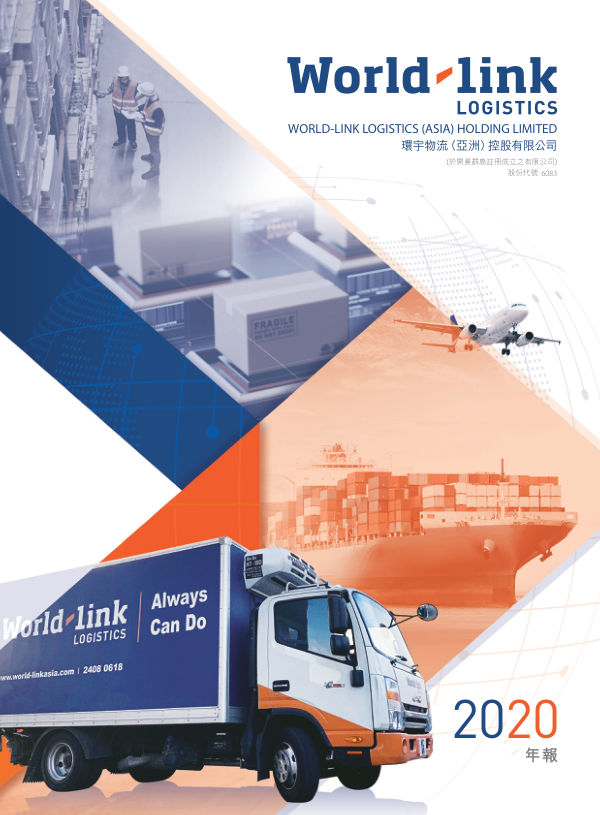 World-link
LOGISTICS
WORLD-LINK LOGISTICS (ASIA) HOLDING LIMITED
環宇物流（亞洲）控股有限公司
(於開曼群島註冊成立之有限公司)
股份代號: 6083
FRAGILE
World-link
LOGISTICS
Always
Can Do
www.world-linkasia.com | 2408 0618
2020
年報